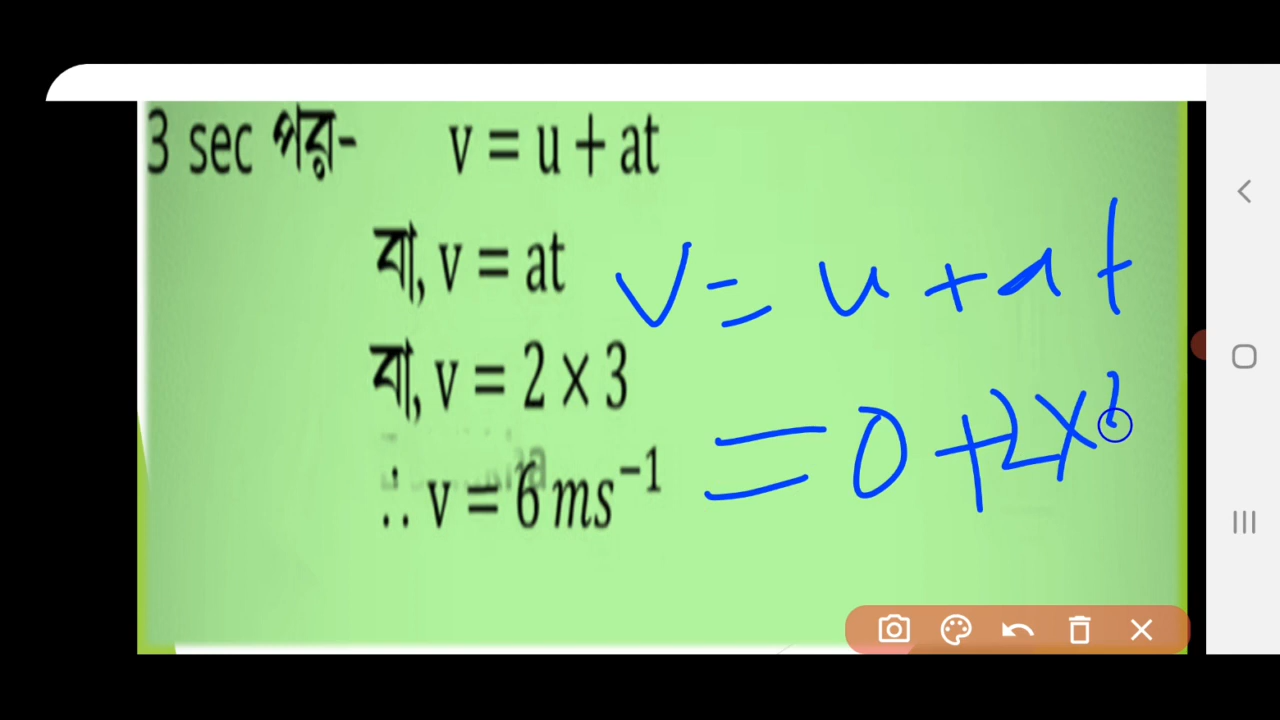 3 sec পর- v = u + at
বা, v = at
বা, v = 2 × 3
∴ v = 6 ms⁻¹
v = u + at
= 0 + 2 ×